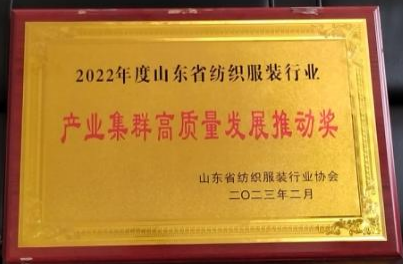 2022年度山东省纺织服装行业
产业集群高质量发展推动奖
山东省纺织服装行业协会
二〇二三年二月